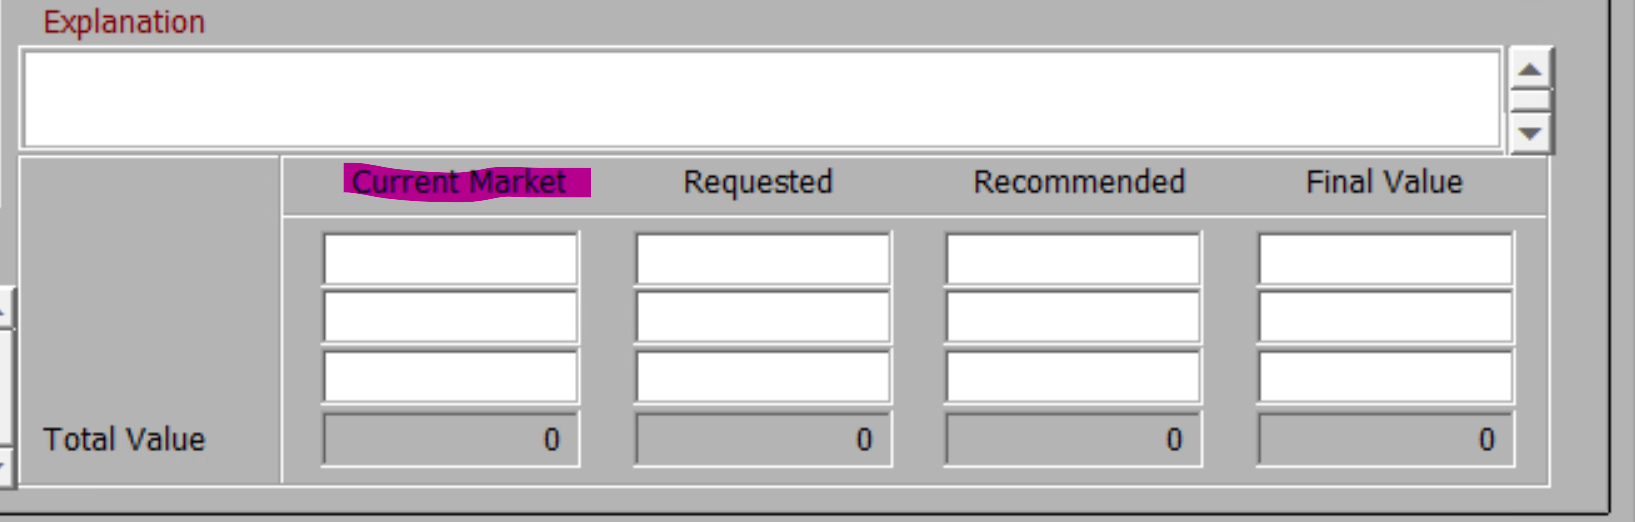 Explanation
Current Market Requested Recommended Final Value
Total Value 0 0 0 0